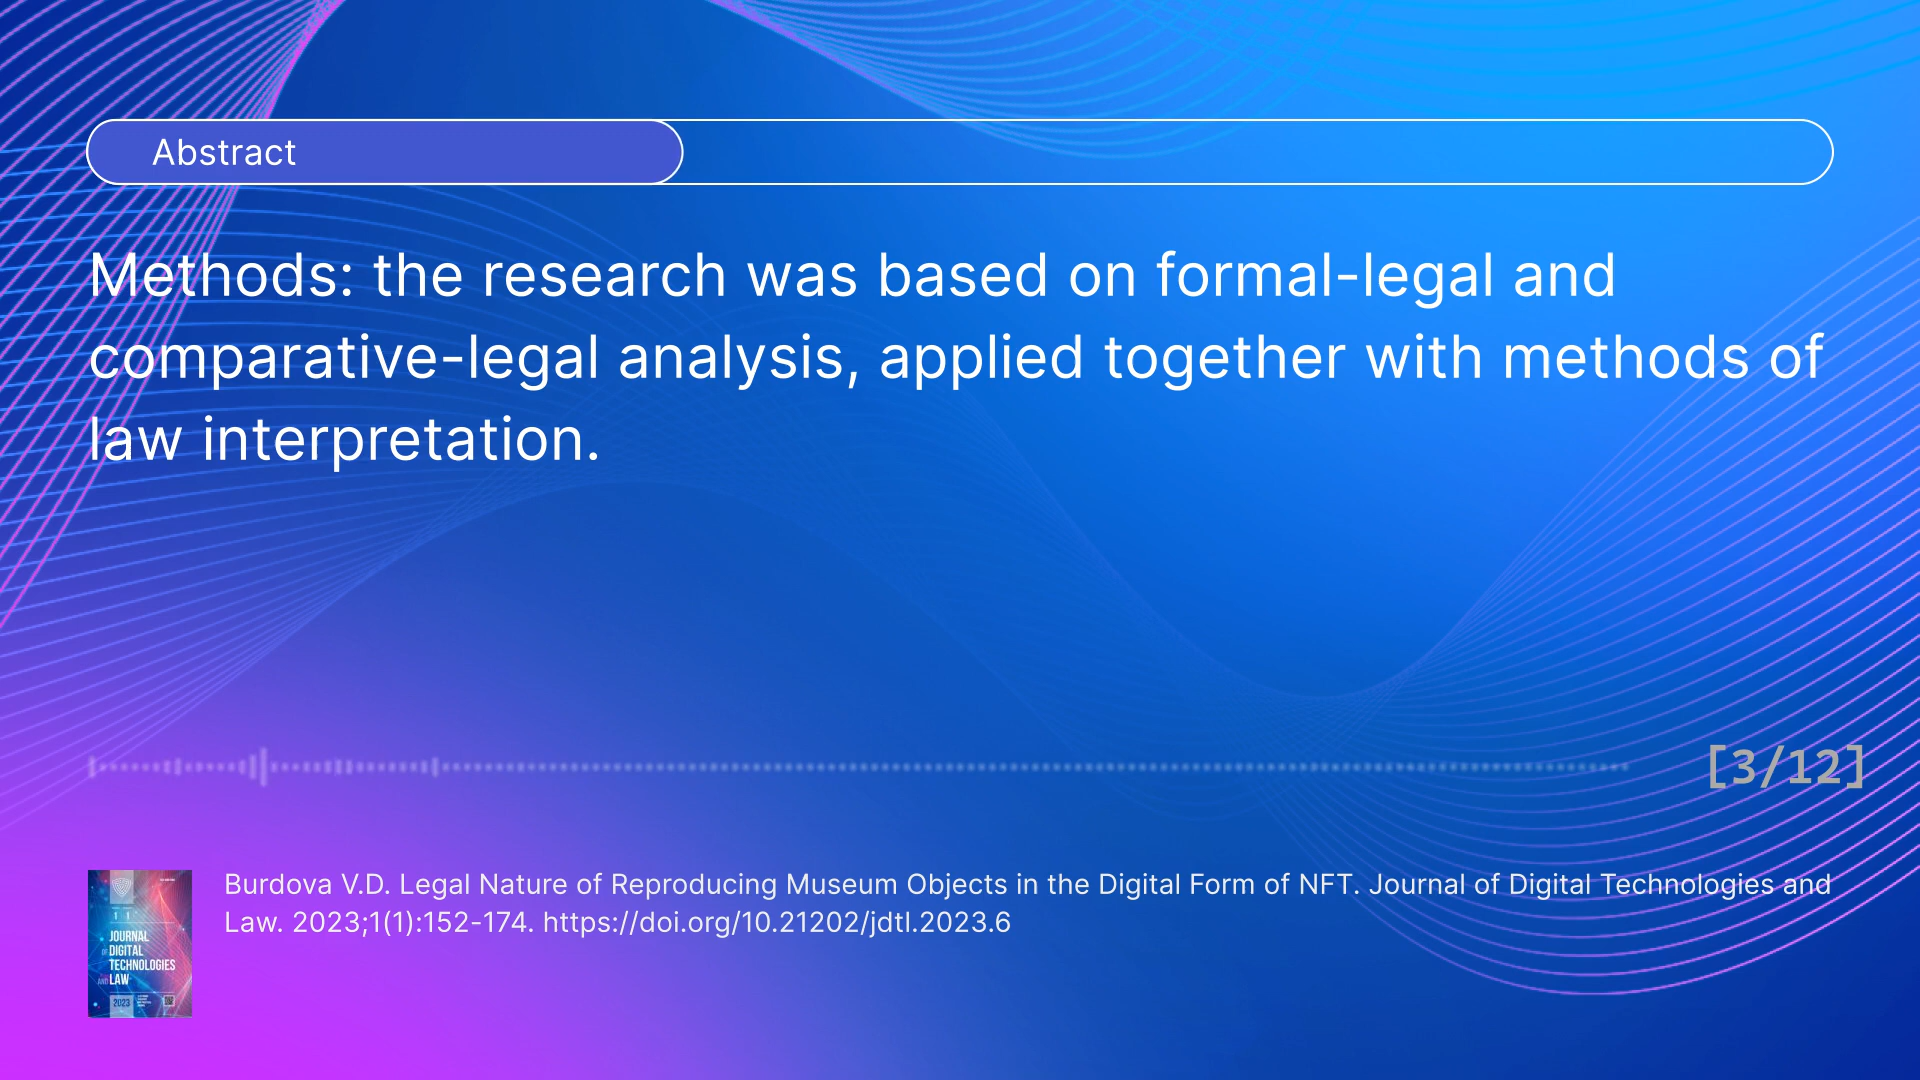 Abstract
Methods: the research was based on formal-legal and
comparative-legal analysis, applied together with methods of
law interpretation.
[3/12]
Burdova V.D. Legal Nature of Reproducing Museum Objects in the Digital Form of NFT. Journal of Digital Technologies and
Law. 2023;1(1):152-174. https://doi.org/10.21202/jdtl.2023.6
JOURNAL
OF DIGITAL
TECHNOLOGIES
AND LAW
2023